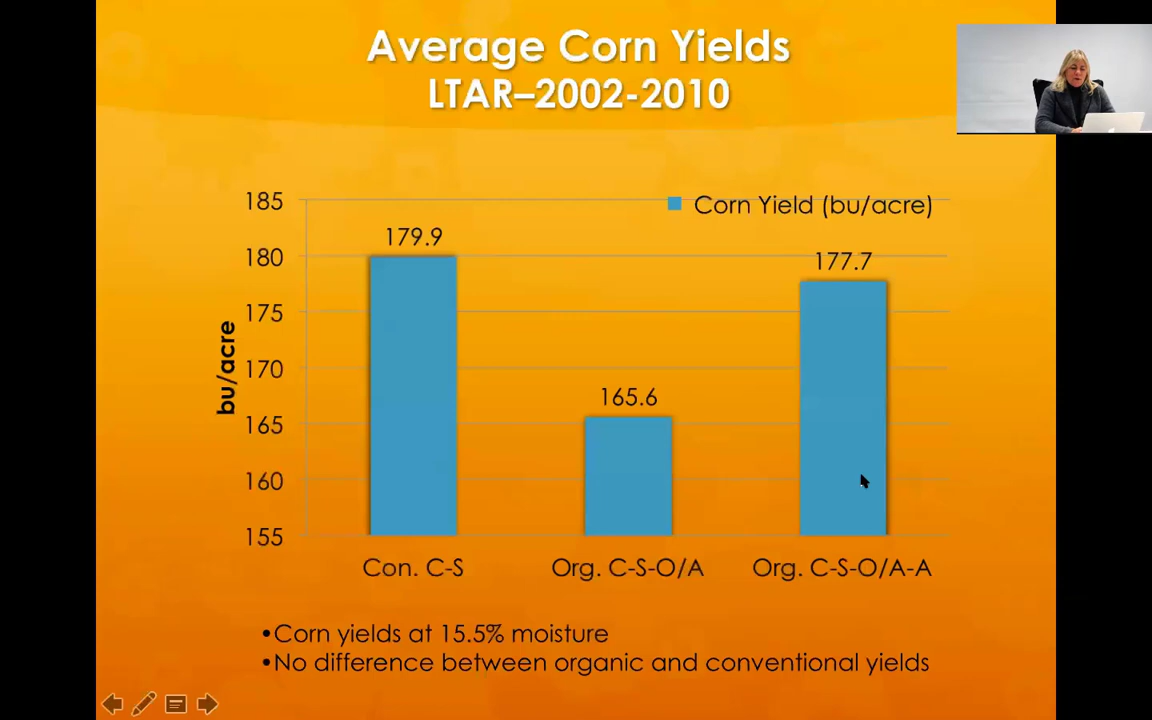 Average Corn Yields
LTAR–2002-2010
185
Corn Yield (bu/acre)
179.9
180
177.7
175
bu/acre
170
165.6
165
160
155
Con. C-S
Org. C-S-O/A
Org. C-S-O/A-A
•Corn yields at 15.5% moisture
•No difference between organic and conventional yields